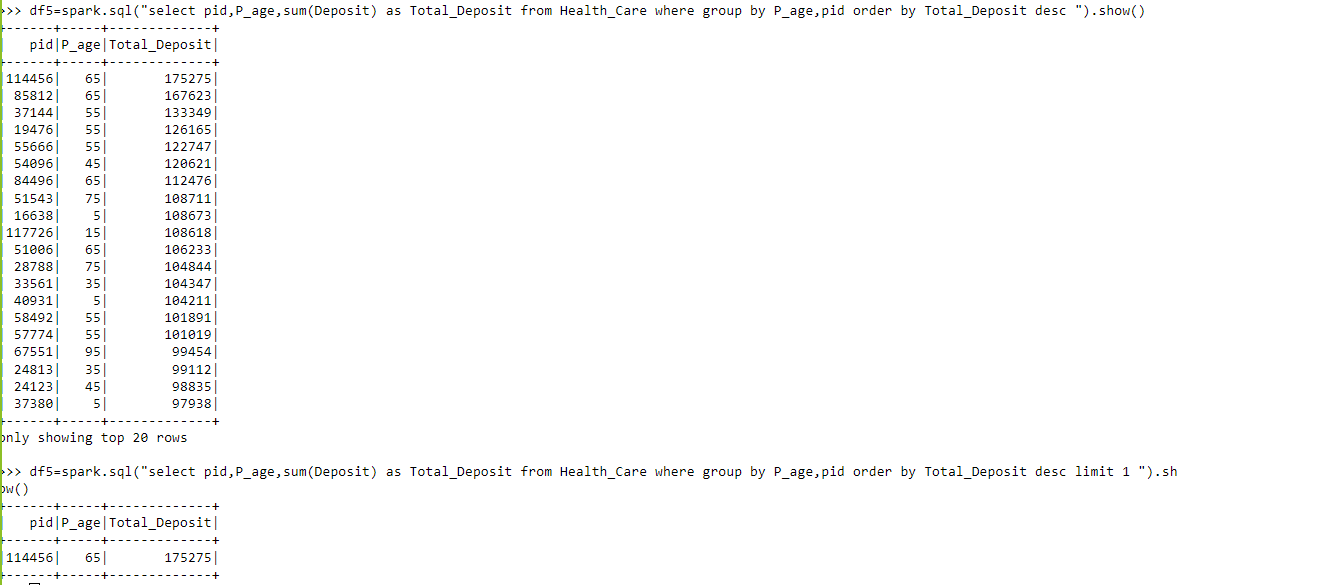 >>> df5=spark.sql("select pid,P_age,sum(Deposit) as Total_Deposit from Health_Care where group by P_age,pid order by Total_Deposit desc ").show()
+------+-----+-------------+
|   pid|P_age|Total_Deposit|
+------+-----+-------------+
|114456|   65|       175275|
| 85812|   65|       167623|
| 37144|   55|       133349|
| 19476|   55|       126165|
| 55666|   55|       122747|
| 54096|   45|       120621|
| 84496|   65|       112476|
| 51543|   75|       108711|
| 16638|    5|       108673|
|117726|   15|       108618|
| 51006|   65|       106233|
| 28788|   75|       104844|
| 33561|   35|       104347|
| 40931|    5|       104211|
| 58492|   55|       101891|
| 57774|   55|       101019|
| 67551|   95|        99454|
| 24813|   35|        99112|
| 24123|   45|        98835|
| 37380|    5|        97938|
+------+-----+-------------+
only showing top 20 rows
>>> df5=spark.sql("select pid,P_age,sum(Deposit) as Total_Deposit from Health_Care where group by P_age,pid order by Total_Deposit desc limit 1 ").sh
ow()
+------+-----+-------------+
|   pid|P_age|Total_Deposit|
+------+-----+-------------+
|114456|   65|       175275|
+------+-----+-------------+